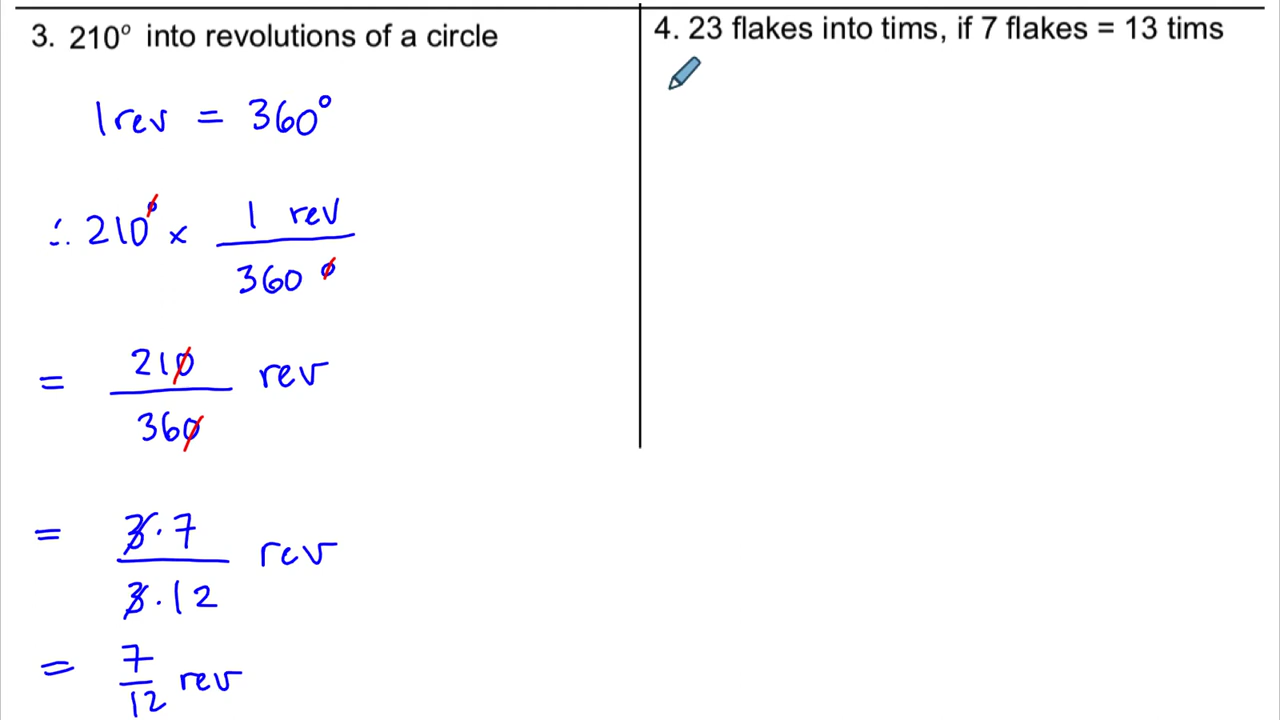 3. 210° into revolutions of a circle
1 rev = 360°
∴ 210° × 1 rev
360 °
= 210 rev
360
= 3·7 rev
3·12
= 7 rev
12
4. 23 flakes into tims, if 7 flakes = 13 tims